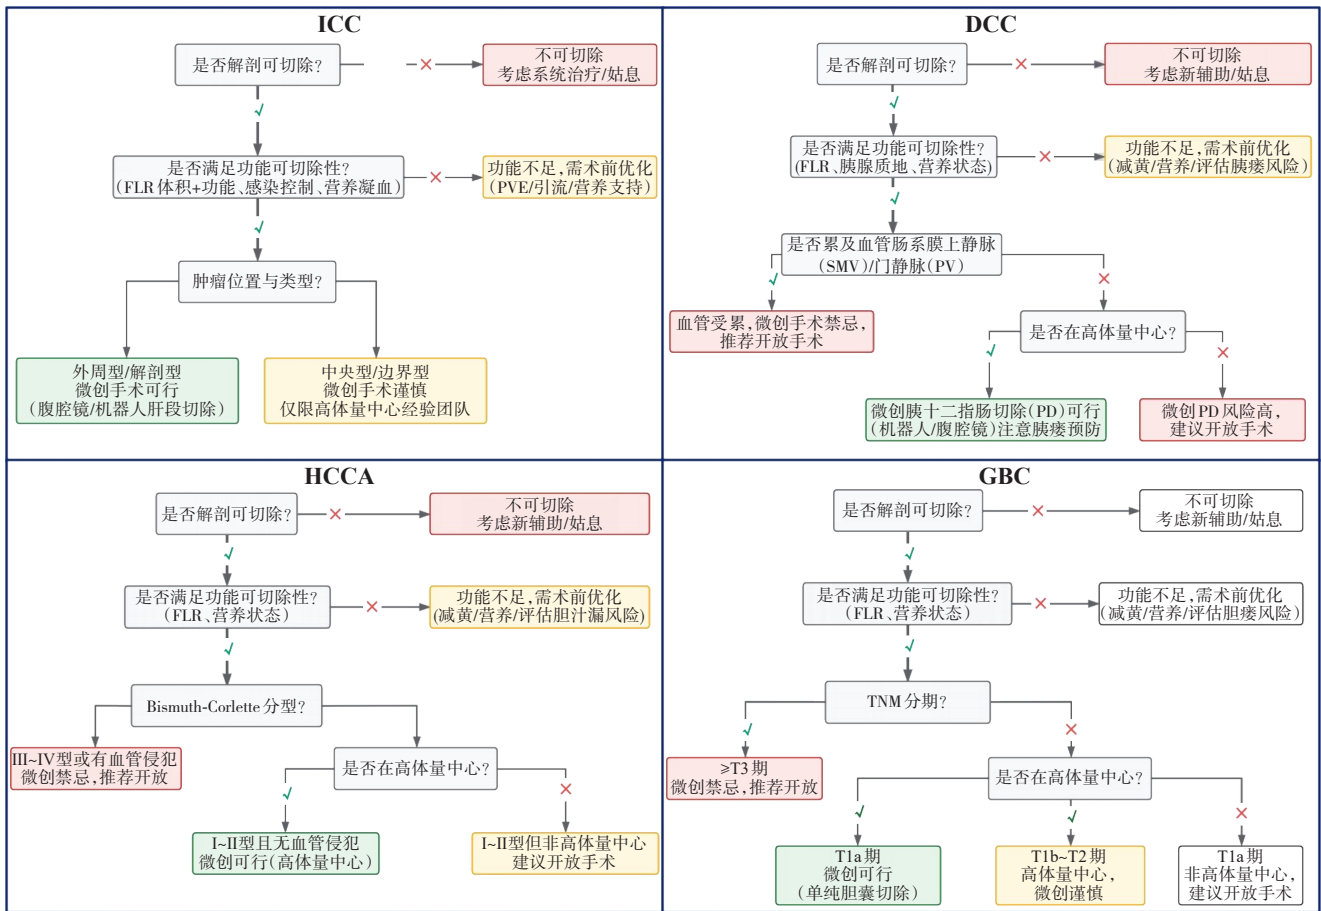 ICC
是否解剖可切除？
不可切除
考虑系统治疗/姑息
是否满足功能可切除性？
（FLR体积+功能、感染控制、营养凝血）
功能不足，需术前优化
（PVE/引流/营养支持）
肿瘤位置与类型？
外周型/解剖型
微创手术可行
（腹腔镜/机器人肝段切除）
中央型/边界型
微创手术谨慎
仅限高体量中心经验团队
DCC
是否解剖可切除？
不可切除
考虑新辅助/姑息
是否满足功能可切除性？
（FLR、胰腺质地、营养状态）
功能不足，需术前优化
（减黄/营养/评估胰瘘风险）
是否累及血管肠系膜上静脉
（SMV）/门静脉（PV）
血管受累，微创手术禁忌，
推荐开放手术
是否在高体量中心？
微创胰十二指肠切除（PD）可行
（机器人/腹腔镜）注意胰瘘预防
微创PD风险高，
建议开放手术
HCCA
是否解剖可切除？
不可切除
考虑新辅助/姑息
是否满足功能可切除性？
（FLR、营养状态）
功能不足，需术前优化
（减黄/营养/评估胆汁漏风险）
Bismuth-Corlette分型？
III~IV型或有血管侵犯
微创禁忌，推荐开放
是否在高体量中心？
I~II型且无血管侵犯
微创可行（高体量中心）
I~II型但非高体量中心
建议开放手术
GBC
是否解剖可切除？
不可切除
考虑新辅助/姑息
是否满足功能可切除性？
（FLR、营养状态）
功能不足，需术前优化
（减黄/营养/评估胆瘘风险）
TNM分期？
≥T3期
微创禁忌，推荐开放
是否在高体量中心？
T1a期
微创可行
（单纯胆囊切除）
T1b~T2期
高体量中心，
微创谨慎
T1a期
非高体量中心，
建议开放手术